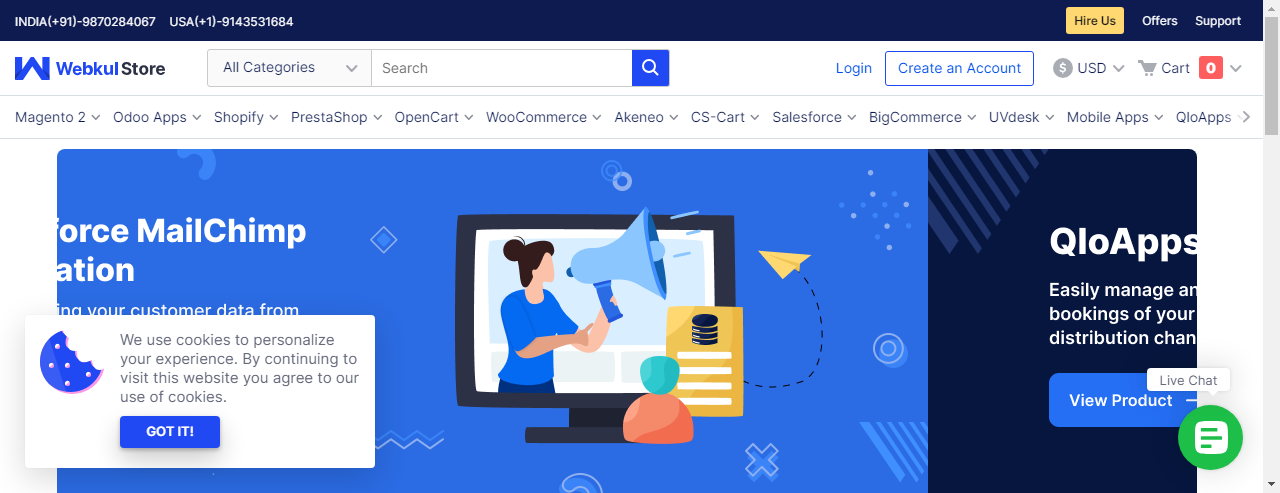 INDIA(+91)-9870284067 USA(+1)-9143531684 Hire Us Offers Support
Webkul Store All Categories Search Login Create an Account $ USD Cart 0
Magento 2 Odoo Apps Shopify PrestaShop OpenCart WooCommerce Akeneo CS-Cart Salesforce BigCommerce UVdesk Mobile Apps QloApps
force MailChimp
ation
ing your customer data from
QloApps
Easily manage an
bookings of your
distribution chan
View Product
We use cookies to personalize
your experience. By continuing to
visit this website you agree to our
use of cookies.
GOT IT!
Live Chat